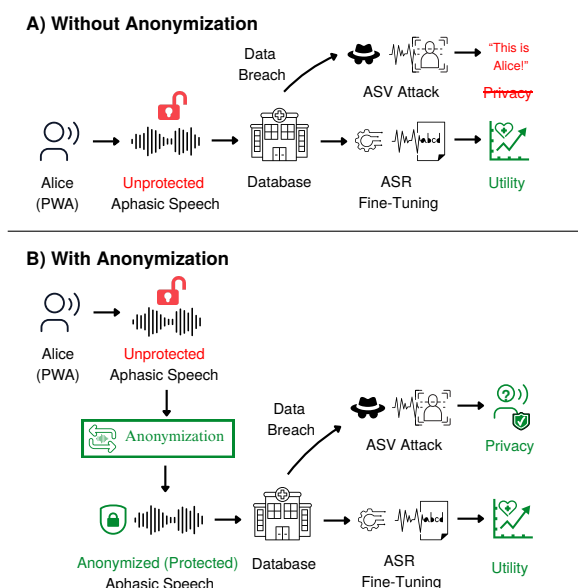 A) Without Anonymization
Data
Breach
ASV Attack
“This is
Alice!”
Privacy
Alice
(PWA)
Unprotected
Aphasic Speech
Database
abcd
ASR
Fine-Tuning
Utility
B) With Anonymization
Alice
(PWA)
Unprotected
Aphasic Speech
Anonymization
Data
Breach
ASV Attack
?
Privacy
Anonymized (Protected)
Aphasic Speech
Database
abcd
ASR
Fine-Tuning
Utility